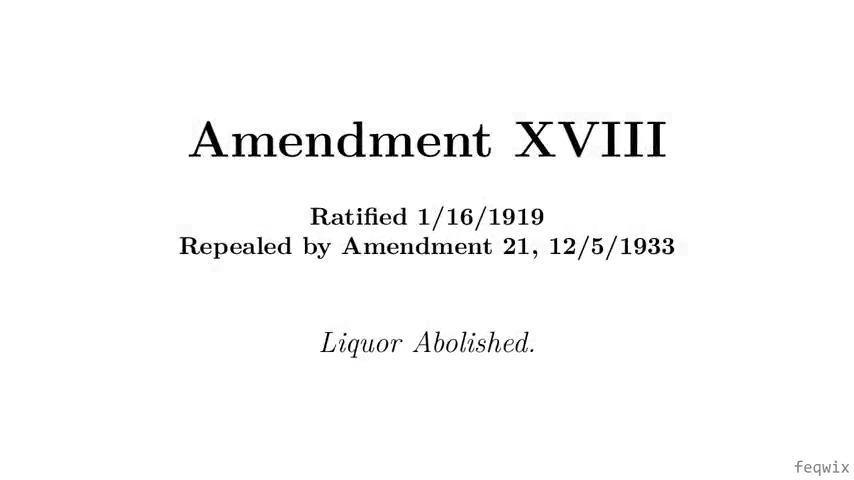 Amendment XVIII
Ratified 1/16/1919
Repealed by Amendment 21, 12/5/1933
Liquor Abolished.
feqwix